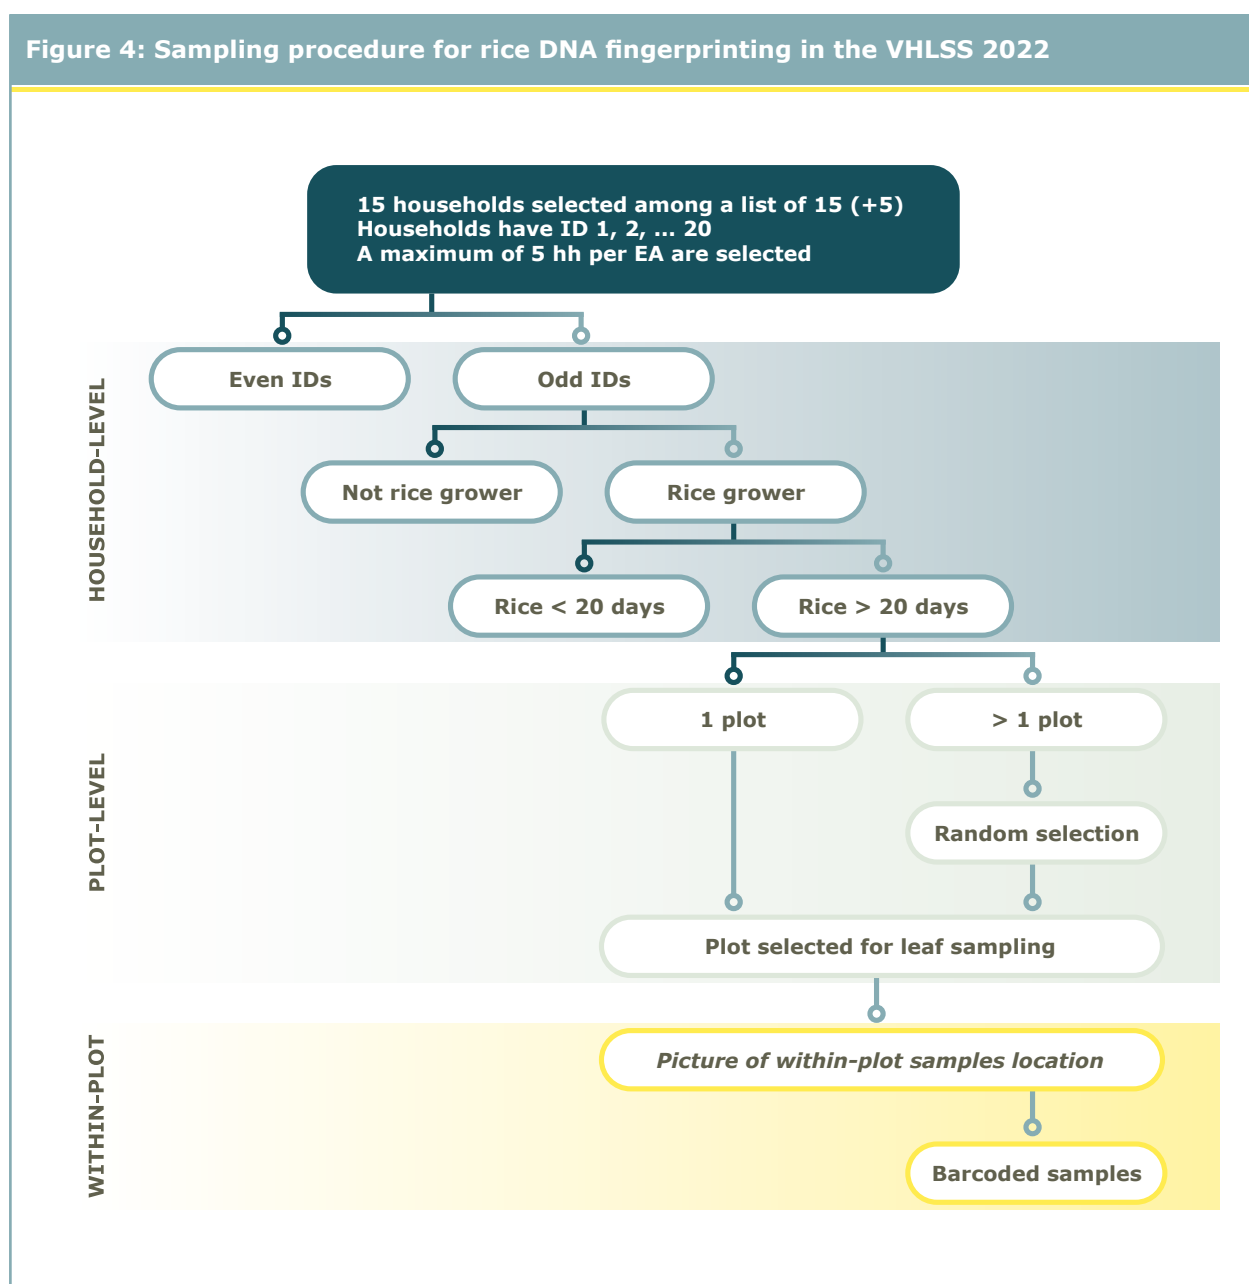 Figure 4: Sampling procedure for rice DNA fingerprinting in the VHLSS 2022
15 households selected among a list of 15 (+5)
Households have ID 1, 2, ... 20
A maximum of 5 hh per EA are selected
HOUSEHOLD-LEVEL
Even IDs
Odd IDs
Not rice grower
Rice grower
Rice < 20 days
Rice > 20 days
PLOT-LEVEL
1 plot
> 1 plot
Random selection
Plot selected for leaf sampling
WITHIN-PLOT
Picture of within-plot samples location
Barcoded samples